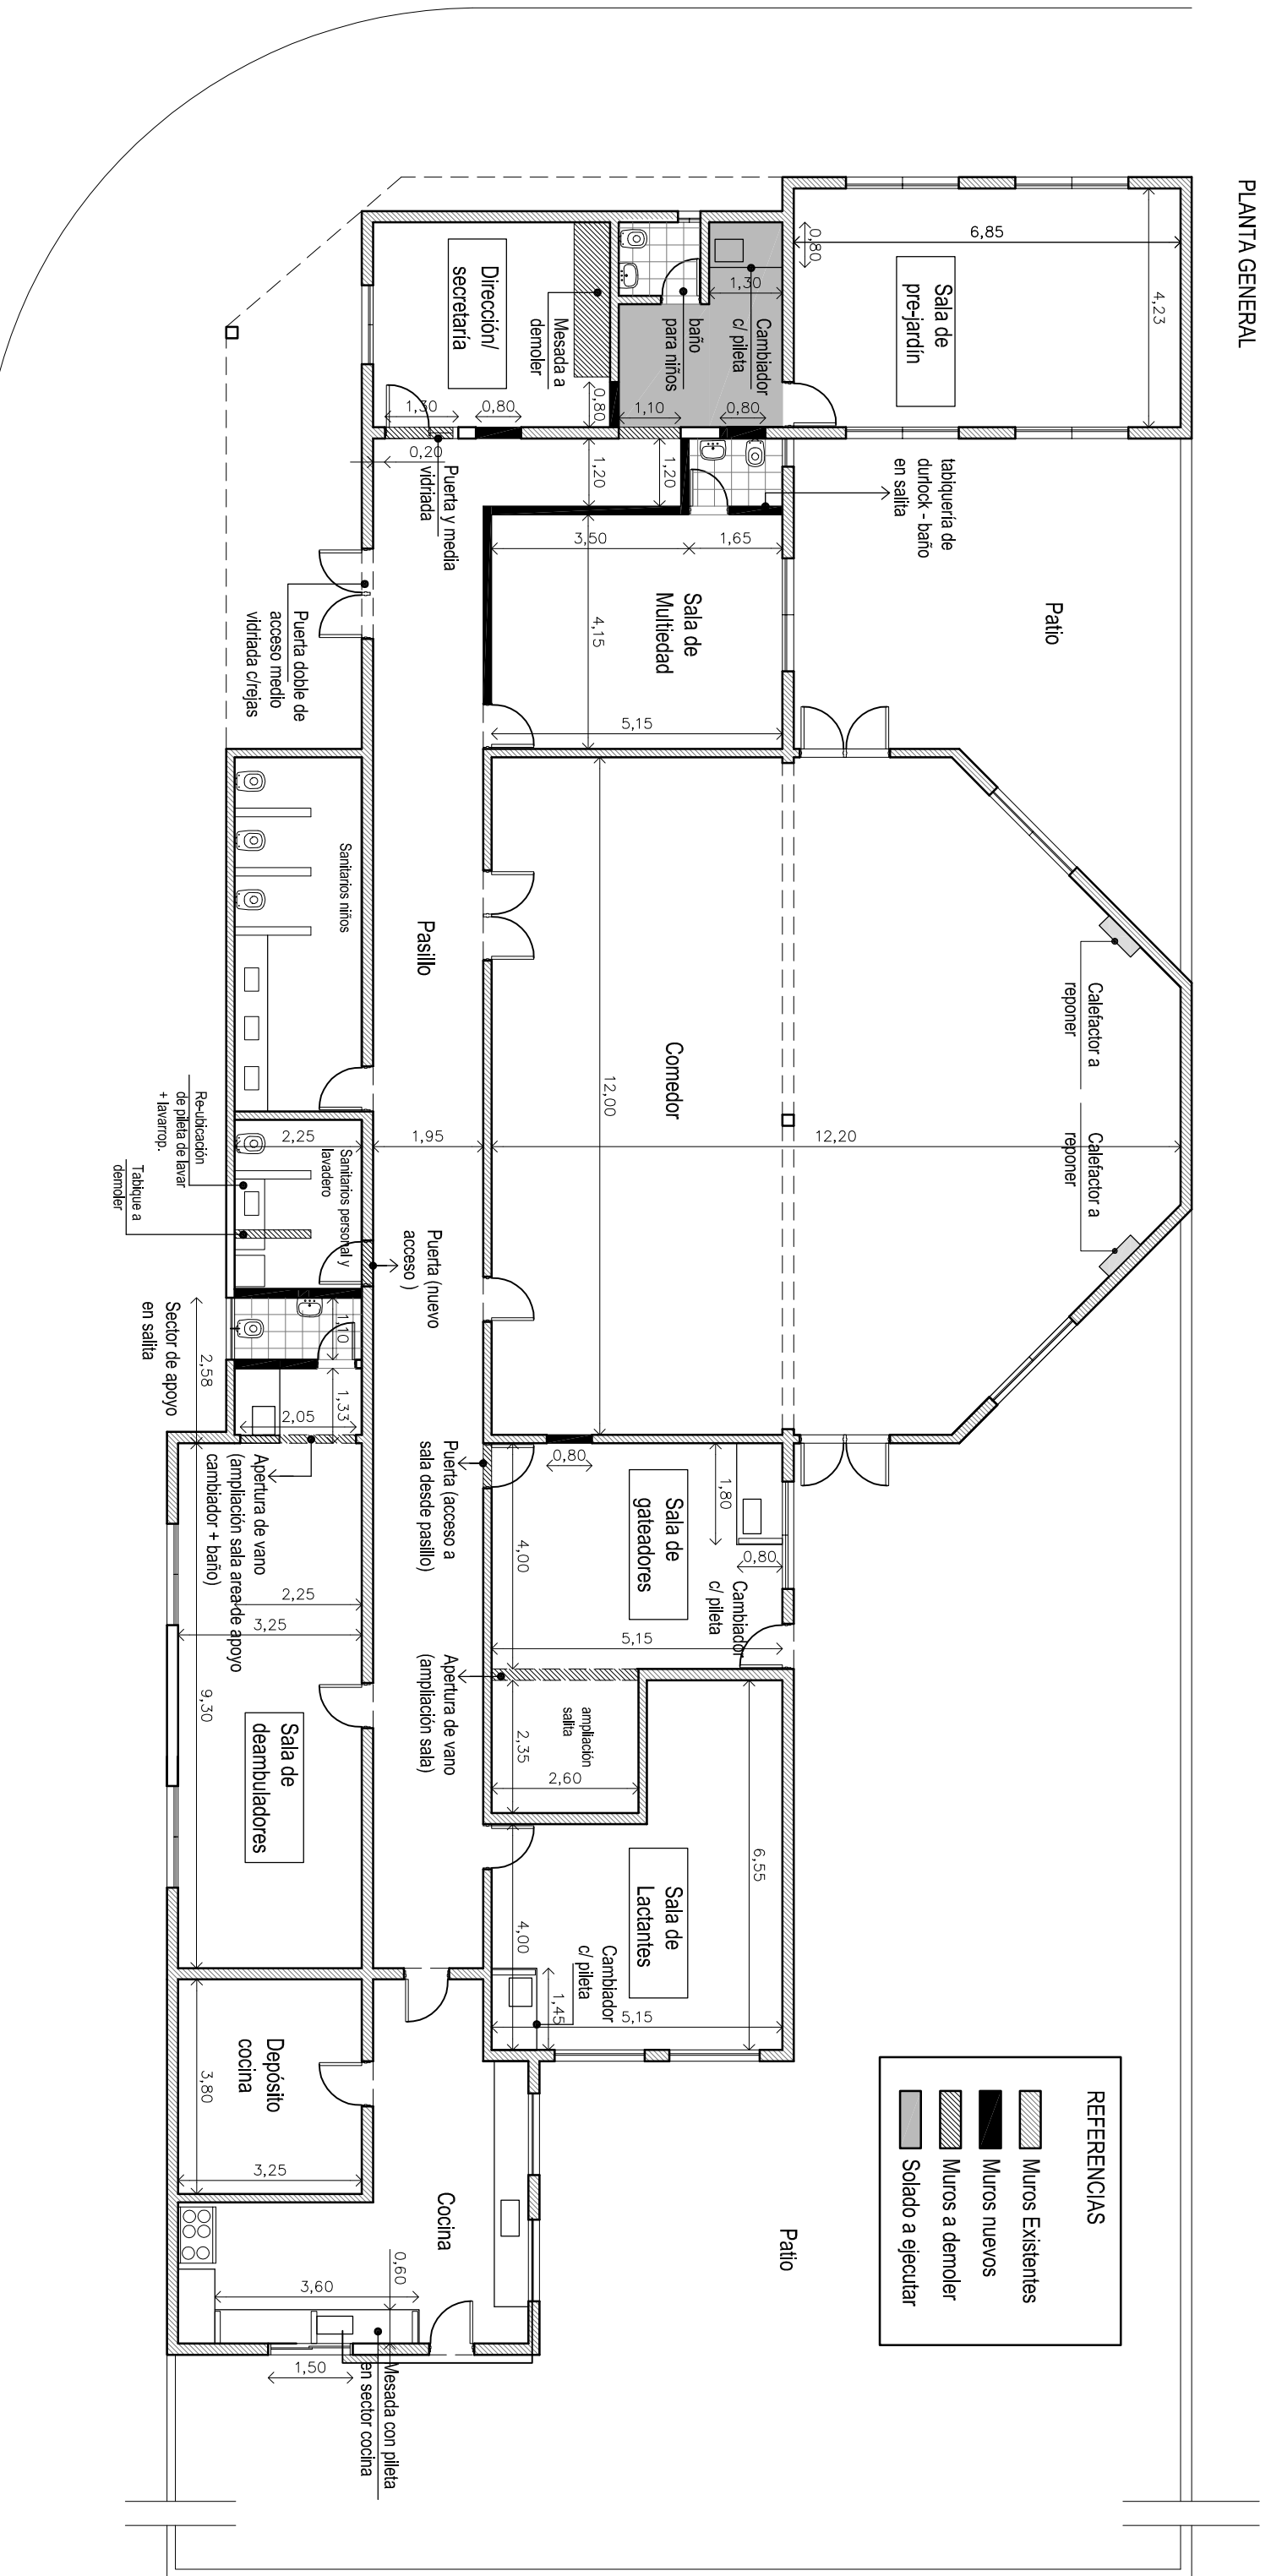 PLANTA GENERAL
6,85
4,23
0,80
Sala de
pre-jardín
1,30
Cambiador
c/ pileta
baño
para niños
Mesada a
demoler
Dirección/
secretaría
0,80
1,10
0,80
0,80
1,30
0,20
Puerta y media
vidriada
1,20
1,20
tabiquería de
durlock - baño
en salita
Patio
3,50
1,65
Sala de
Multiedad
4,15
5,15
Puerta doble de
acceso medio
vidriada c/rejas
Sanitarios niños
Pasillo
Comedor
12,00
12,20
Calefactor a
reponer
Calefactor a
reponer
Re-ubicación
de pileta de lavar
+ lavarrop.
Tabique a
demoler
2,25
1,95
Sanitarios personal y
lavadero
Puerta (nuevo
acceso )
1,10
1,33
2,05
2,58
Sector de apoyo
en salita
Apertura de vano
(ampliación sala area de apoyo
cambiador + baño)
Puerta (acceso a
sala desde pasillo)
0,80
1,80
0,80
4,00
Sala de
gateadores
Cambiador
c/ pileta
5,15
2,25
3,25
9,30
Sala de
deambuladores
Apertura de vano
(ampliación sala)
ampliación
salita
2,35
2,60
6,55
Sala de
Lactantes
4,00
Cambiador
c/ pileta
1,45
5,15
Depósito
cocina
3,80
3,25
Cocina
0,60
3,60
1,50
Mesada con pileta
en sector cocina
Patio
REFERENCIAS
Muros Existentes
Muros nuevos
Muros a demoler
Solado a ejecutar